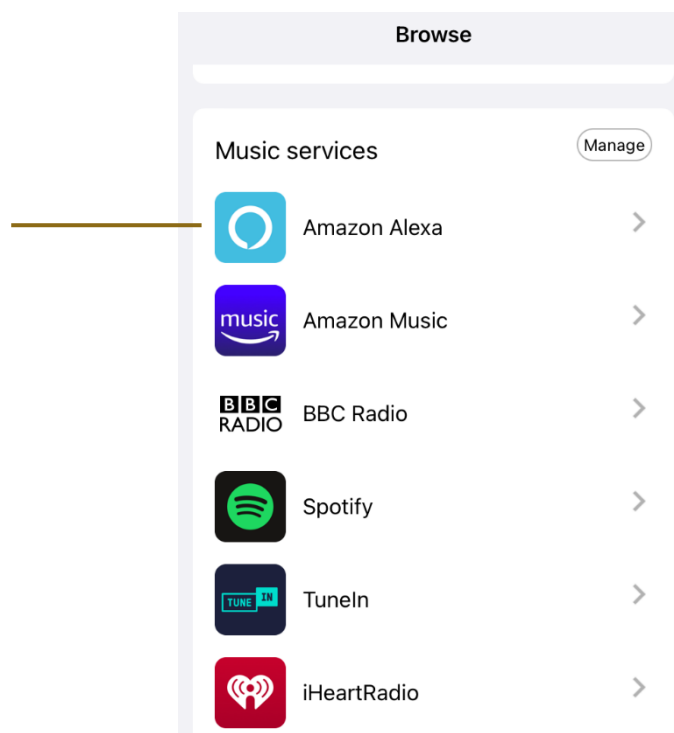 Browse
Music services
Manage
Amazon Alexa
music
Amazon Music
BBC
RADIO
BBC Radio
Spotify
TUNE IN
TuneIn
iHeartRadio